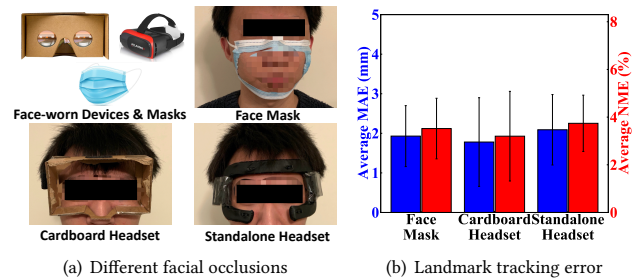 Face-worn Devices & Masks
Face Mask
Cardboard Headset
Standalone Headset
(a) Different facial occlusions
Average MAE (mm)
5
4
3
2
1
0
8
6
4
2
0
Average NME (%)
Face Mask
Cardboard Headset
Standalone Headset
(b) Landmark tracking error